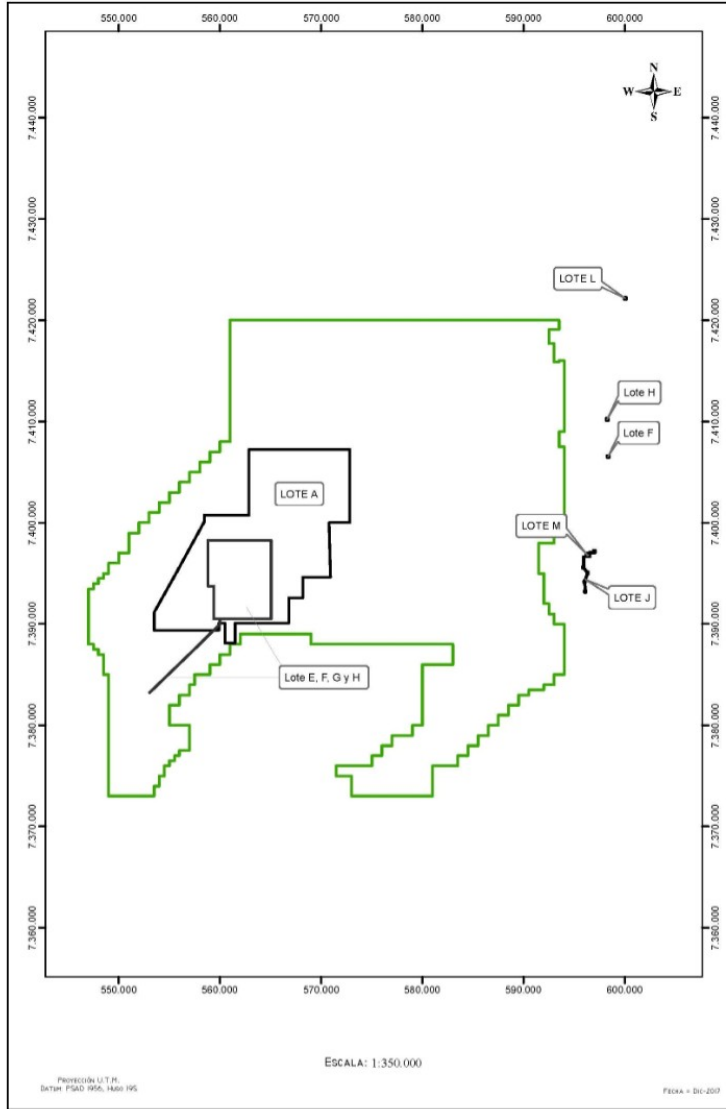 550.000 560.000 570.000 580.000 590.000 600.000
N
W E
S
7.440.000 7.440.000
7.430.000 7.430.000
LOTE L
7.420.000 7.420.000
Lote H
7.410.000 7.410.000
Lote F
LOTE A
7.400.000 7.400.000
LOTE M
LOTE J
7.390.000 7.390.000
Lote E, F, G y H
7.380.000 7.380.000
7.370.000 7.370.000
7.360.000 7.360.000
550.000 560.000 570.000 580.000 590.000 600.000
ESCALA: 1:350.000
PROYECCIÓN U.T.M.
DATUM PSAD 1956, HUSO 19S
FECHA = DIC-2017